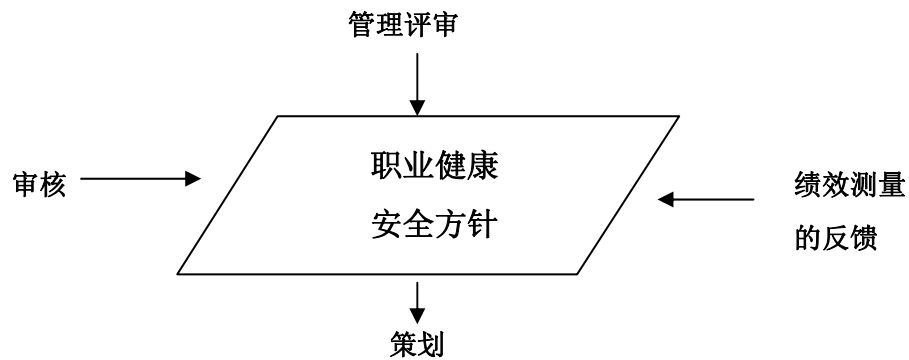 管理评审
职业健康
安全方针
审核
绩效测量
的反馈
策划